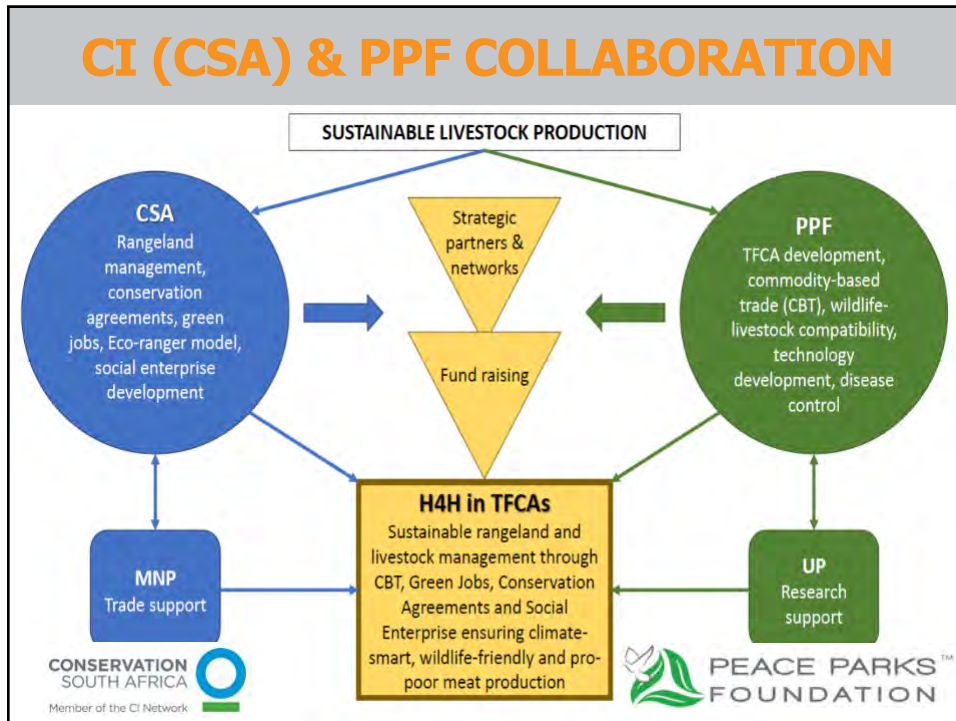 CI (CSA) & PPF COLLABORATION
SUSTAINABLE LIVESTOCK PRODUCTION
CSA
Rangeland
management,
conservation
agreements, green
jobs, Eco-ranger model,
social enterprise
development
Strategic
partners &
networks
Fund raising
PPF
TFCA development,
commodity-based
trade (CBT), wildlife-
livestock compatibility,
technology
development, disease
control
MNP
Trade support
H4H in TFCAs
Sustainable rangeland and
livestock management through
CBT, Green Jobs, Conservation
Agreements and Social
Enterprise ensuring climate-
smart, wildlife-friendly and pro-
poor meat production
UP
Research
support
CONSERVATION
SOUTH AFRICA
Member of the CI Network
PEACE PARKS™
FOUNDATION